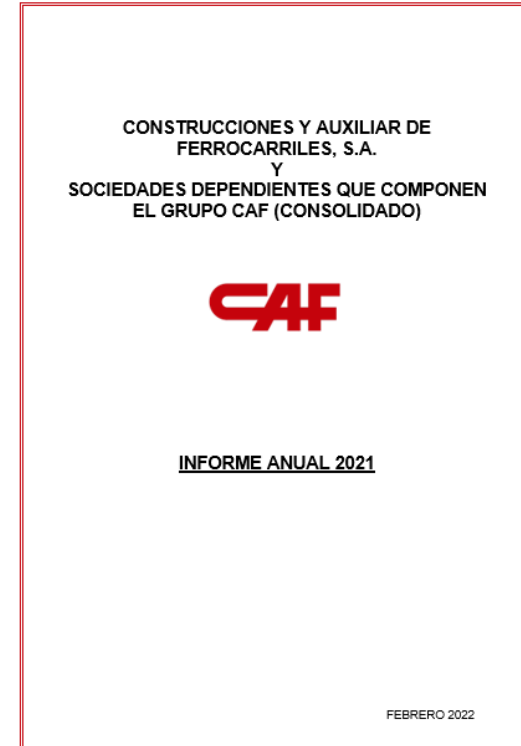 CONSTRUCCIONES Y AUXILIAR DE
FERROCARRILES, S.A.
Y
SOCIEDADES DEPENDIENTES QUE COMPONEN
EL GRUPO CAF (CONSOLIDADO)
CAF
INFORME ANUAL 2021
FEBRERO 2022